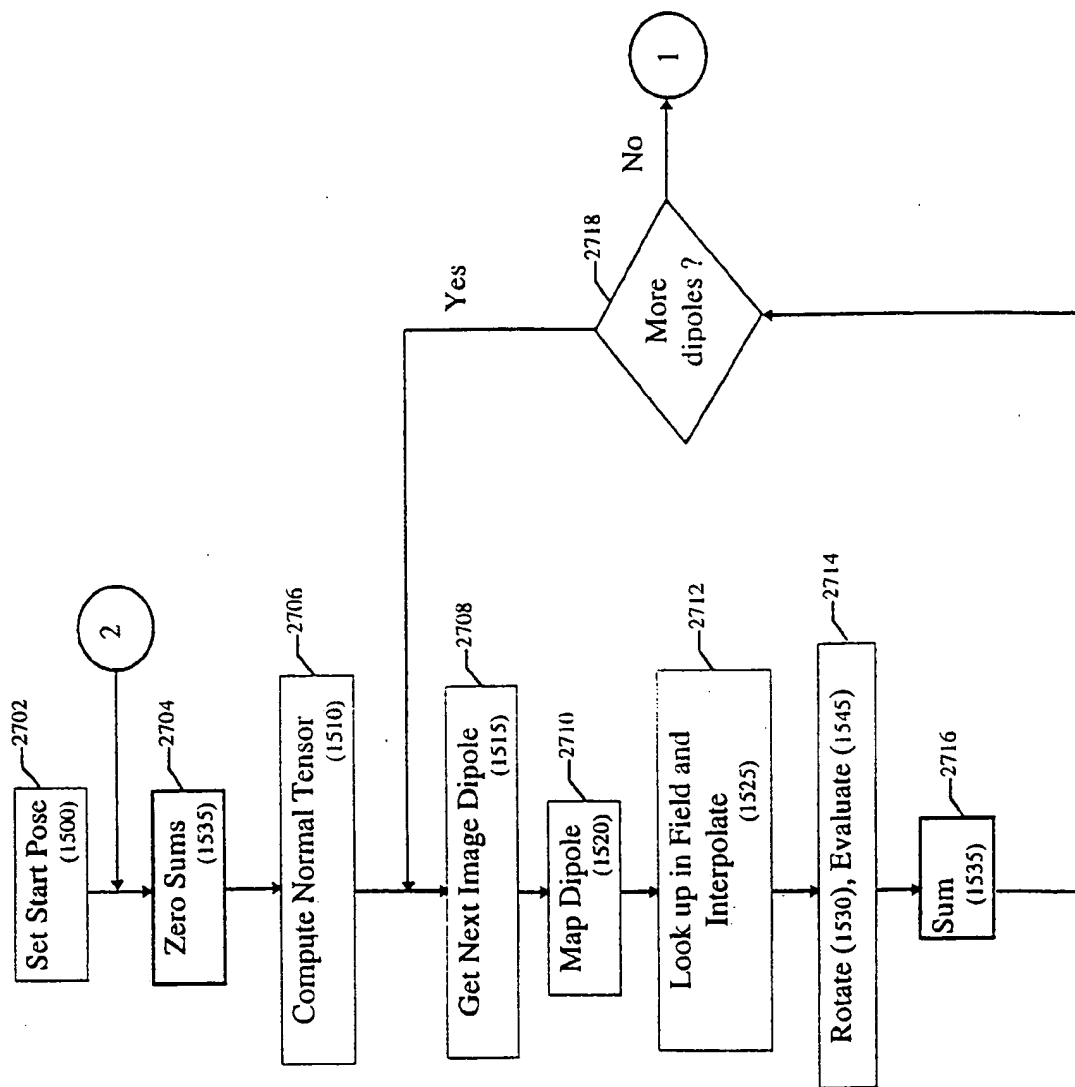 Set Start Pose
(1500)
2702
2
Zero Sums
(1535)
2704
Compute Normal Tensor
(1510)
2706
Get Next Image Dipole
(1515)
2708
Map Dipole
(1520)
2710
Look up in Field and
Interpolate
(1525)
2712
Rotate (1530), Evaluate (1545)
2714
Sum
(1535)
2716
More
dipoles ?
2718
Yes
No
1